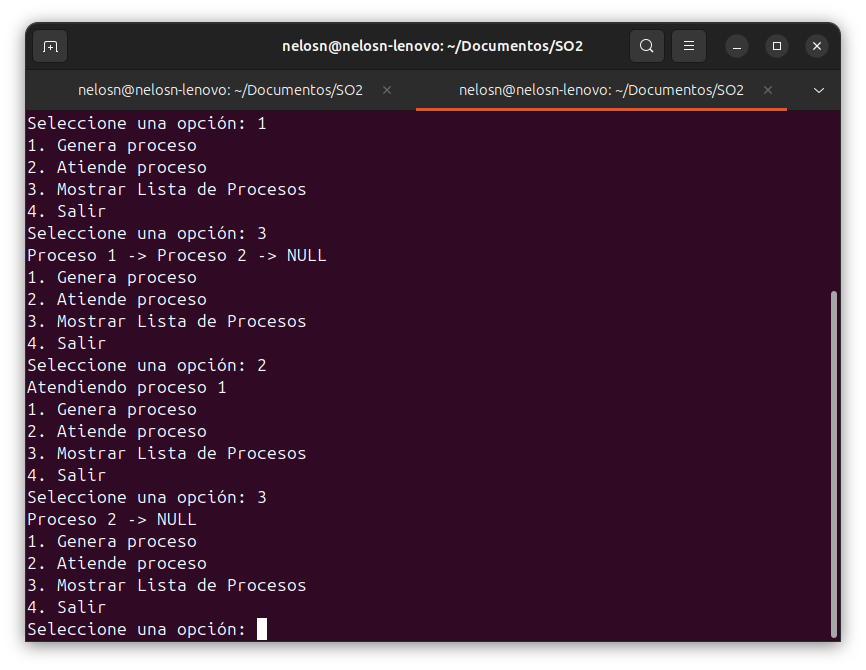 nelosn@nelosn-lenovo: ~/Documentos/SO2
nelosn@nelosn-lenovo: ~/Documentos/SO2
nelosn@nelosn-lenovo: ~/Documentos/SO2
Seleccione una opción: 1
1. Genera proceso
2. Atiende proceso
3. Mostrar Lista de Procesos
4. Salir
Seleccione una opción: 3
Proceso 1 -> Proceso 2 -> NULL
1. Genera proceso
2. Atiende proceso
3. Mostrar Lista de Procesos
4. Salir
Seleccione una opción: 2
Atendiendo proceso 1
1. Genera proceso
2. Atiende proceso
3. Mostrar Lista de Procesos
4. Salir
Seleccione una opción: 3
Proceso 2 -> NULL
1. Genera proceso
2. Atiende proceso
3. Mostrar Lista de Procesos
4. Salir
Seleccione una opción: